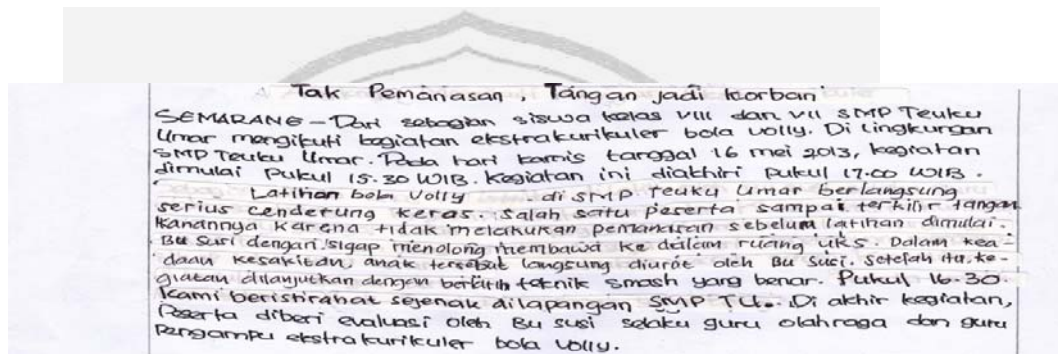 Tak Pemanasan, Tangan jadi korban
SEMARANG – Dari sebagian siswa kelas VIII dan VII SMP Teuku
Umar mengikuti kegiatan ekstrakurikuler bola volly. Di lingkungan
SMP Teuku Umar. Pada hari kamis tanggal 16 mei 2013, kegiatan
dimulai pukul 15.30 WIB. Kegiatan ini diakhiri pukul 17.00 WIB.
Latihan bola volly di SMP Teuku Umar berlangsung
serius cenderung keras. Salah satu peserta sampai terkilir tangan
kanannya karena tidak melakukan pemanasan sebelum latihan dimulai.
Bu Susi dengan sigap menolong membawa ke dalam ruang uks. Dalam kea-
daan kesakitan, anak tersebut langsung diurut oleh Bu Susi. Setelah itu, ke-
giatan dilanjutkan dengan berlatih teknik smash yang benar. Pukul 16.30.
Kami beristirahat sejenak dilapangan SMP TU. Di akhir kegiatan,
Peserta diberi evaluasi oleh Bu susi selaku guru olahraga dan guru
Pengampu ekstrakurikuler bola volly.